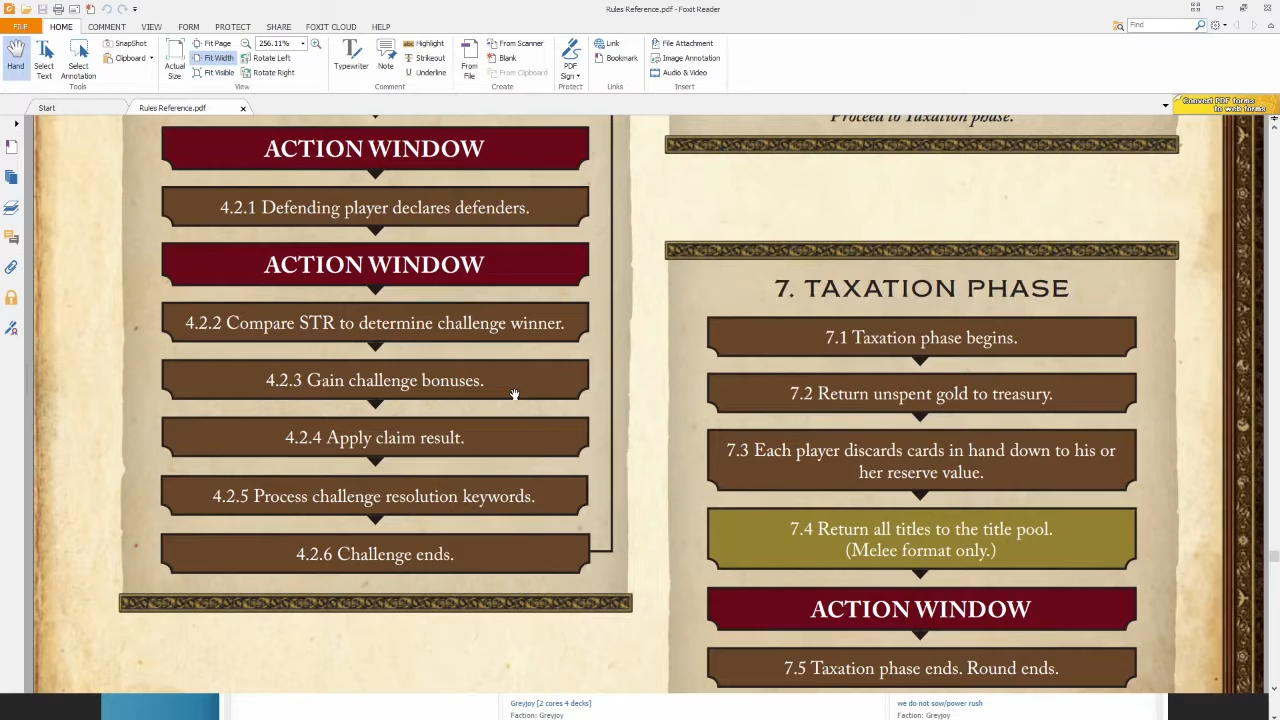 Rules Reference.pdf - Foxit Reader
FILE HOME COMMENT VIEW FORM PROTECT SHARE FOXIT CLOUD HELP
Find
Hand
Select Text
Select Annotation
SnapShot
Clipboard
Tools
Actual Size
Fit Page
Fit Width
Fit Visible
256.11%
Rotate Left
Rotate Right
View
Typewriter
Note
Highlight
Strikeout
Underline
Comment
From File
From Scanner
Blank
From Clipboard
Create
PDF Sign
Protect
Link
Bookmark
Links
File Attachment
Image Annotation
Audio & Video
Insert
Start
Rules Reference.pdf
Convert PDF forms
to web forms
ACTION WINDOW
4.2.1 Defending player declares defenders.
ACTION WINDOW
4.2.2 Compare STR to determine challenge winner.
4.2.3 Gain challenge bonuses.
4.2.4 Apply claim result.
4.2.5 Process challenge resolution keywords.
4.2.6 Challenge ends.
Proceed to Taxation phase.
7. TAXATION PHASE
7.1 Taxation phase begins.
7.2 Return unspent gold to treasury.
7.3 Each player discards cards in hand down to his or
her reserve value.
7.4 Return all titles to the title pool.
(Melee format only.)
ACTION WINDOW
7.5 Taxation phase ends. Round ends.
Greyjoy [2 cores 4 decks]
Faction: Greyjoy
we do not sow/power rush
Faction: Greyjoy